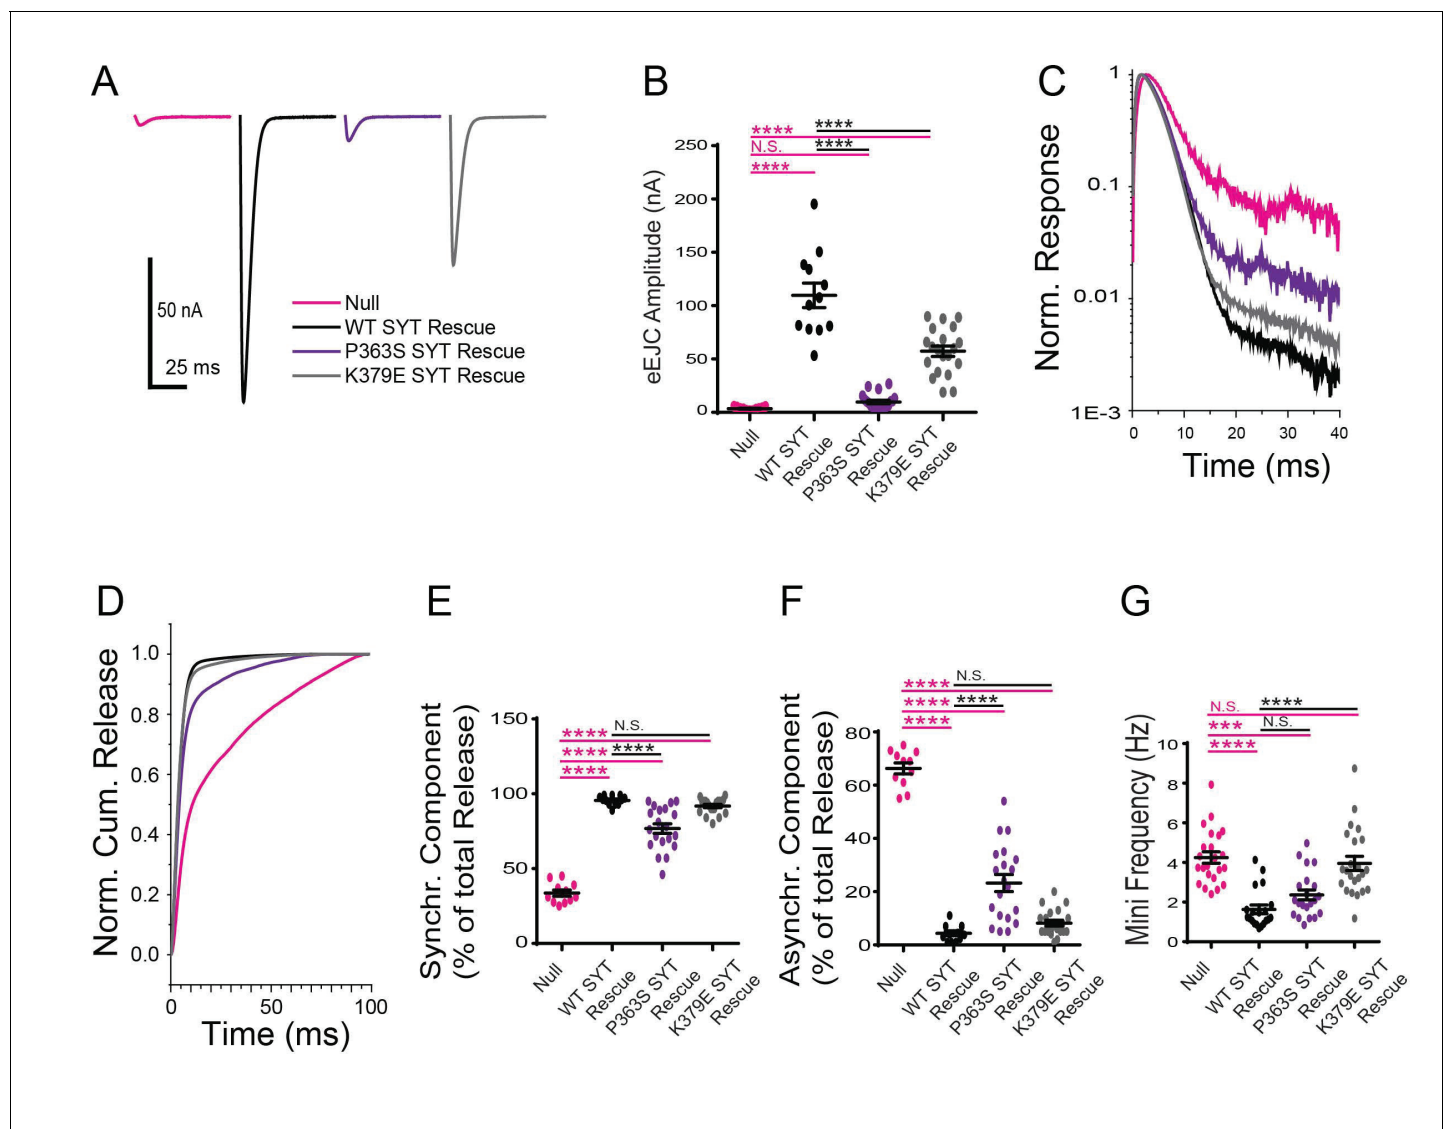 A
50 nA
25 ms
Null
WT SYT Rescue
P363S SYT Rescue
K379E SYT Rescue
B
****
****
N.S.
****
****
eEJC Amplitude (nA)
250
200
150
100
50
0
Null
WT SYT
Rescue
P363S SYT
Rescue
K379E SYT
Rescue
C
Norm. Response
1
0.1
0.01
1E-3
0
10
20
30
40
Time (ms)
D
Norm. Cum. Release
1.0
0.8
0.6
0.4
0.2
0.0
0
50
100
Time (ms)
E
N.S.
****
****
****
****
Synchr. Component
(% of total Release)
150
100
50
0
Null
WT SYT
Rescue
P363S SYT
Rescue
K379E SYT
Rescue
F
N.S.
****
****
****
****
Asynchr. Component
(% of total Release)
80
60
40
20
0
Null
WT SYT
Rescue
P363S SYT
Rescue
K379E SYT
Rescue
G
N.S.
****
***
N.S.
****
Mini Frequency (Hz)
10
8
6
4
2
0
Null
WT SYT
Rescue
P363S SYT
Rescue
K379E SYT
Rescue